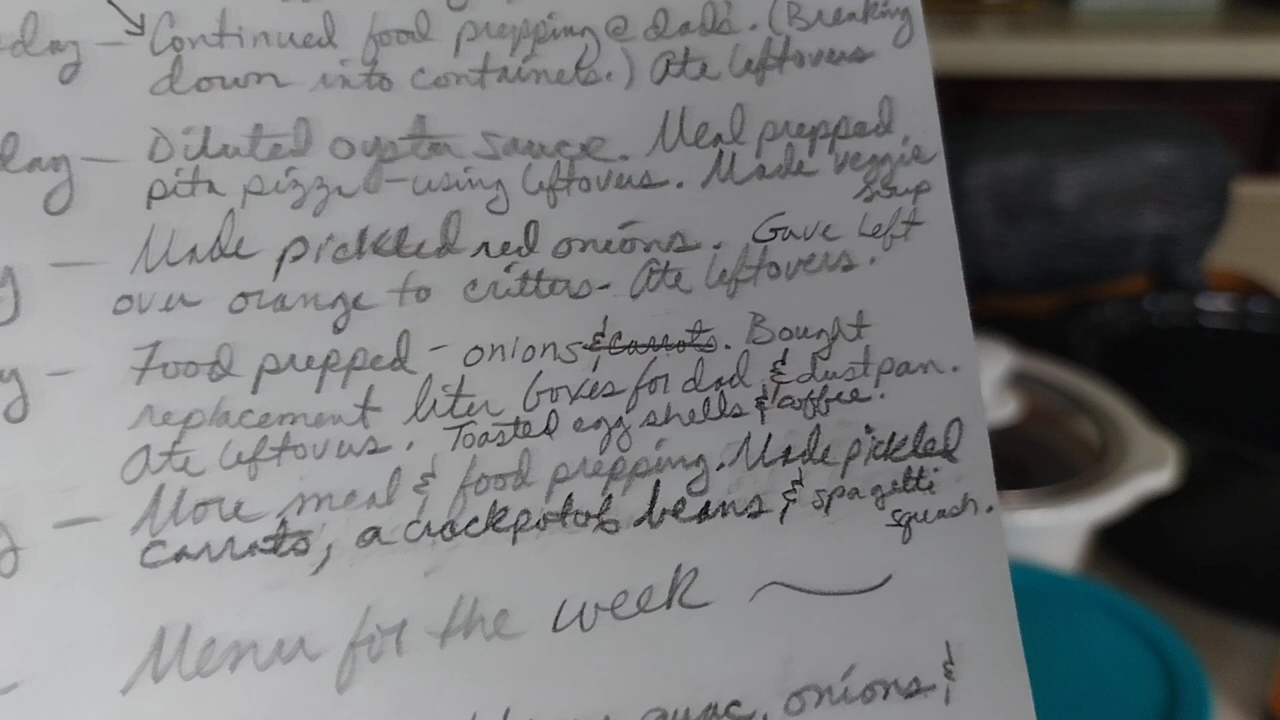 day - Continued food prepping @ dad's. (Breaking
down into containers.) Ate leftovers
day - Diluted oyster sauce. Meal prepped
pita pizza - using leftovers. Made veggie
soup
y - Made pickled red onions. Gave left
over orange to critters - Ate leftovers.
y - Food prepped - onions & carrots. Bought
replacement liter boxes for dad & dustpan.
Ate leftovers. Toasted egg shells & coffee.
y - More meal & food prepping. Made pickled
carrots, a crockpot of beans & spagetti
squash.
Menu for the week
onions &